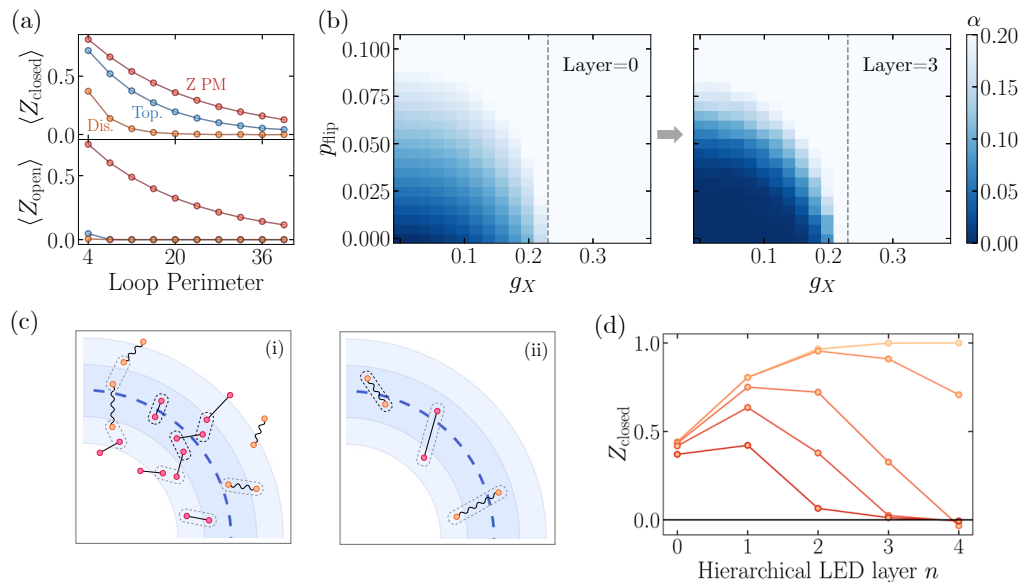 (a)
⟨Z_closed⟩
0.5
0.0
Z PM
Top.
Dis.
⟨Z_open⟩
0.5
0.0
4
20
36
Loop Perimeter
(b)
p_flip
0.100
0.075
0.050
0.025
0.000
Layer=0
0.1
0.2
0.3
g_X
Layer=3
0.1
0.2
0.3
g_X
α
0.20
0.15
0.10
0.05
0.00
(c)
(i)
(ii)
(d)
Z_closed
1.0
0.5
0.0
0
1
2
3
4
Hierarchical LED layer n